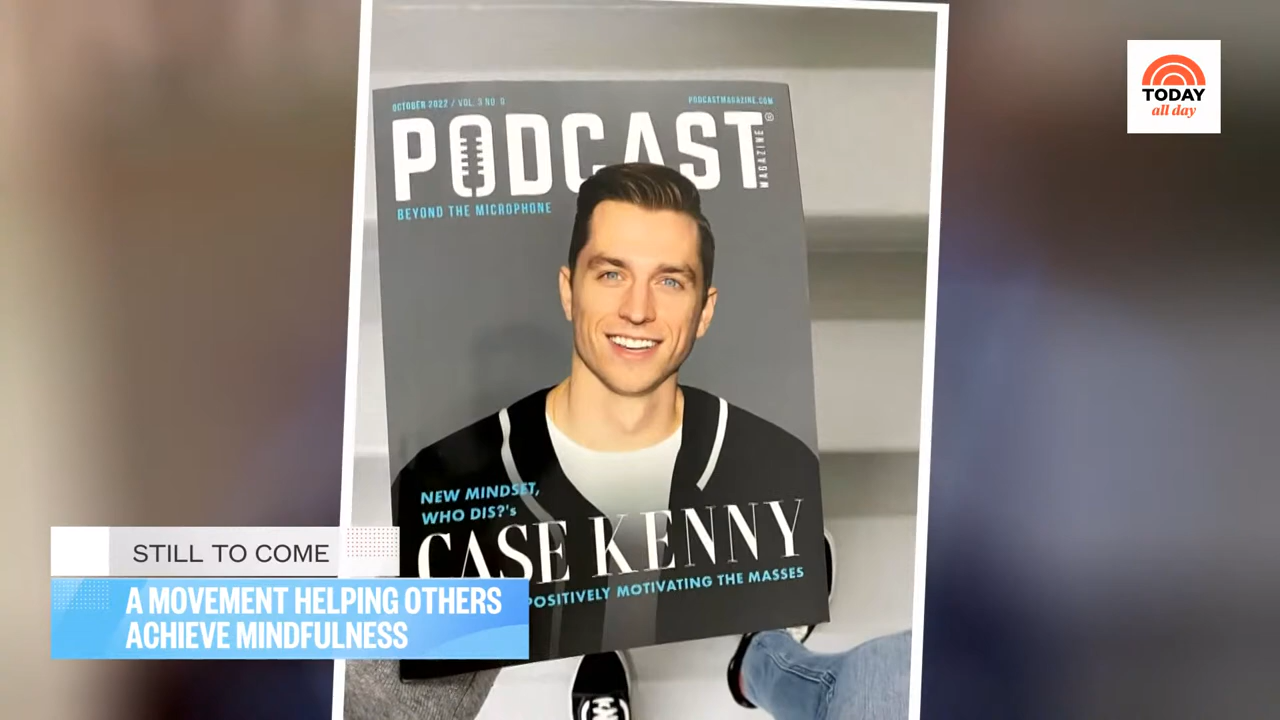 OCTOBER 2022 / VOL. 3 NO. 9
PODCASTMAGAZINE.COM
PODCAST
MAGAZINE
BEYOND THE MICROPHONE
NEW MINDSET,
WHO DIS?'s
CASE KENNY
POSITIVELY MOTIVATING THE MASSES
STILL TO COME
A MOVEMENT HELPING OTHERS
ACHIEVE MINDFULNESS
TODAY
all day